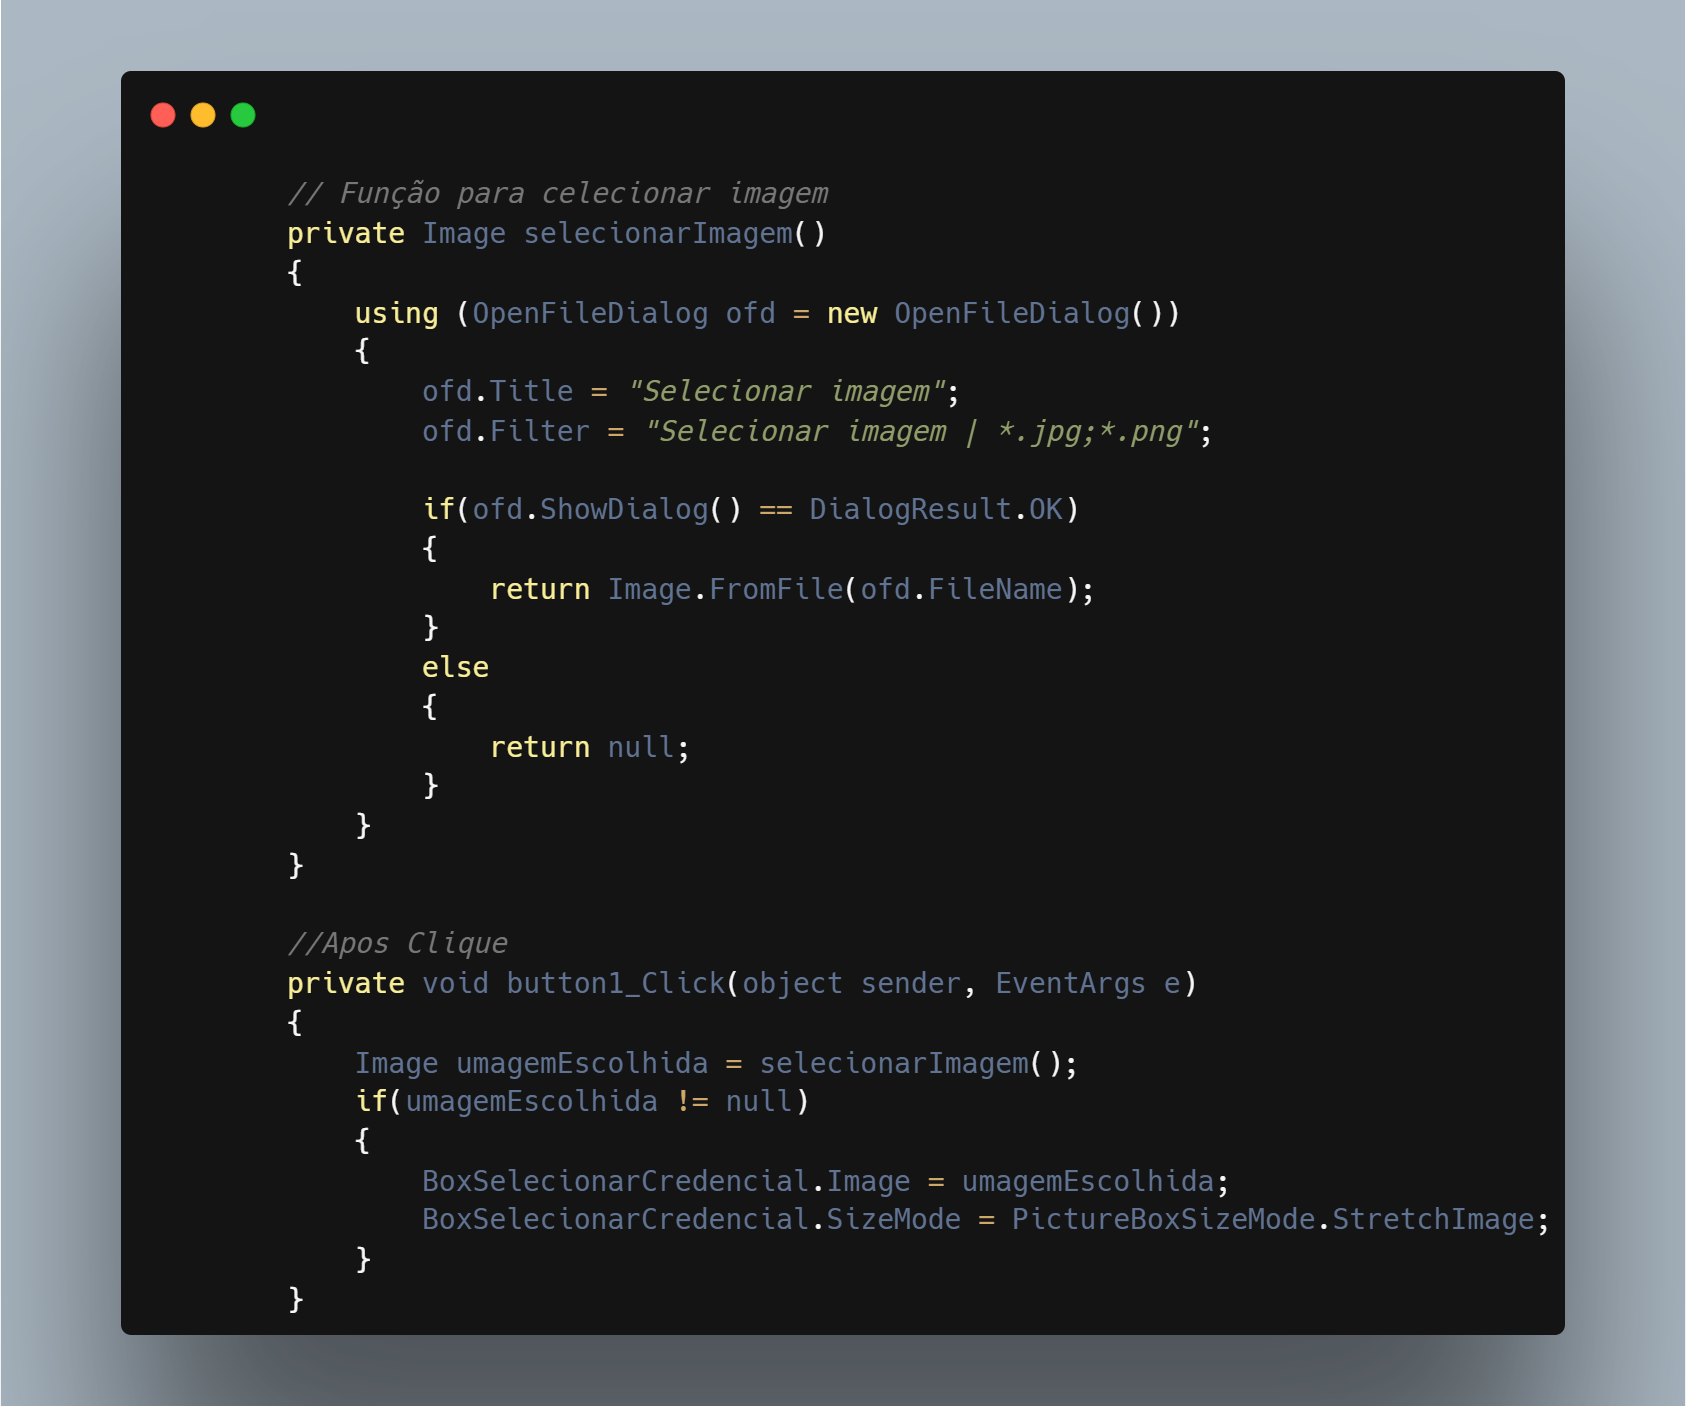 // Função para celecionar imagem
private Image selecionarImagem()
{
    using (OpenFileDialog ofd = new OpenFileDialog())
    {
        ofd.Title = "Selecionar imagem";
        ofd.Filter = "Selecionar imagem | *.jpg;*.png";

        if(ofd.ShowDialog() == DialogResult.OK)
        {
            return Image.FromFile(ofd.FileName);
        }
        else
        {
            return null;
        }
    }
}

//Apos Clique
private void button1_Click(object sender, EventArgs e)
{
    Image umagemEscolhida = selecionarImagem();
    if(umagemEscolhida != null)
    {
        BoxSelecionarCredencial.Image = umagemEscolhida;
        BoxSelecionarCredencial.SizeMode = PictureBoxSizeMode.StretchImage;
    }
}